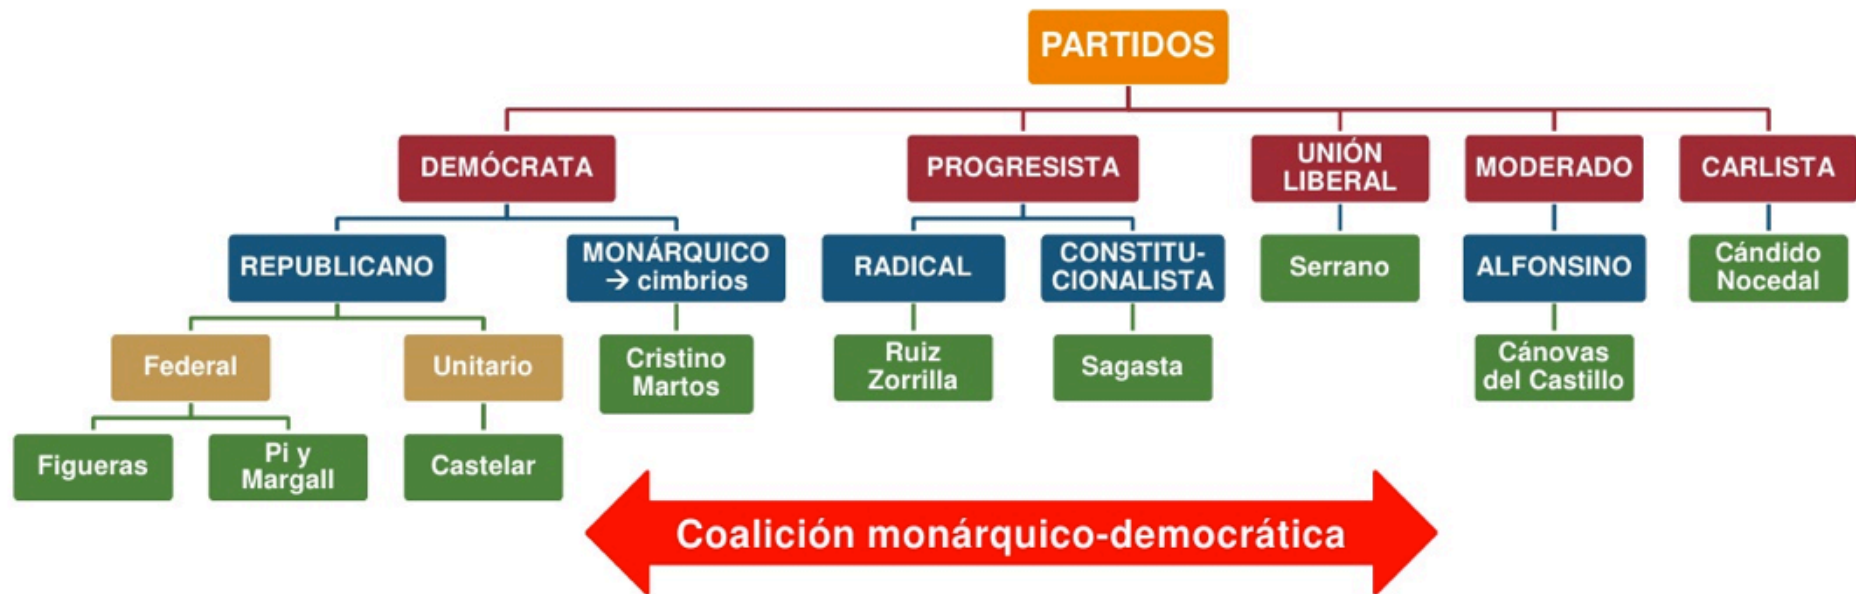 PARTIDOS
DEMÓCRATA
PROGRESISTA
UNIÓN
LIBERAL
MODERADO
CARLISTA
REPUBLICANO
MONÁRQUICO
→ cimbrios
RADICAL
CONSTITU-
CIONALISTA
Serrano
ALFONSINO
Cándido
Nocedal
Federal
Unitario
Cristino
Martos
Ruiz
Zorrilla
Sagasta
Cánovas
del Castillo
Figueras
Pi y
Margall
Castelar
Coalición monárquico-democrática